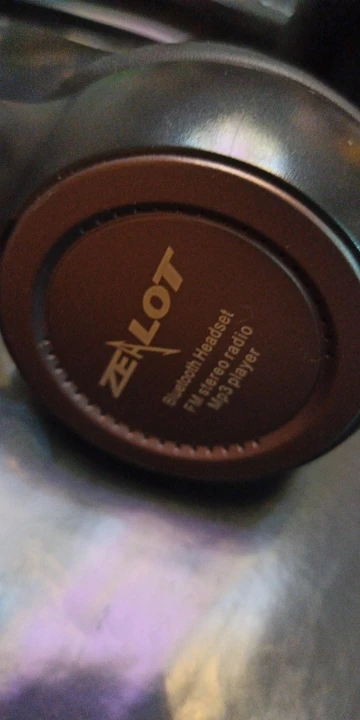 ZEALOT
Bluetooth Headset
FM stereo radio
Mp3 player